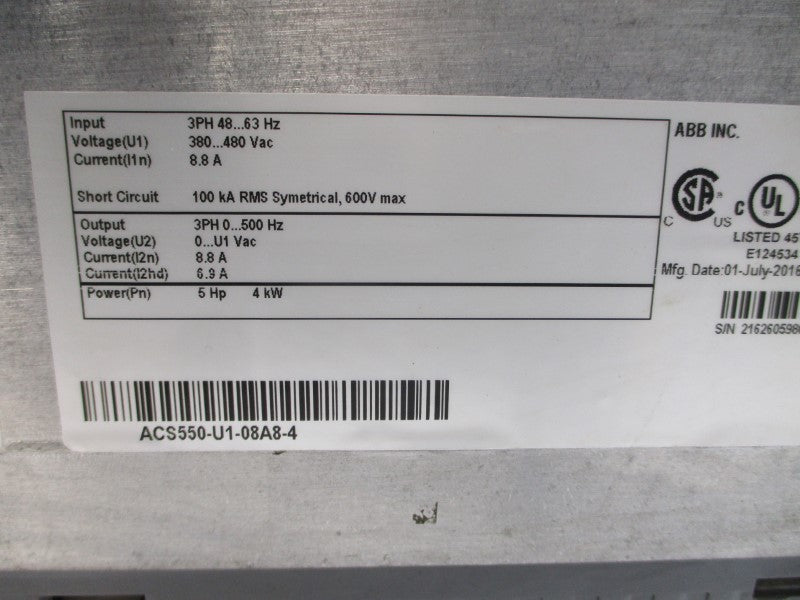 Input 3PH 48...63 Hz
Voltage(U1) 380...480 Vac
Current(I1n) 8.8 A
Short Circuit 100 kA RMS Symetrical, 600V max
Output 3PH 0...500 Hz
Voltage(U2) 0...U1 Vac
Current(I2n) 8.8 A
Current(I2hd) 6.9 A
Power(Pn) 5 Hp 4 kW
ACS550-U1-08A8-4
ABB INC.
C SA US
C UL
LISTED
E124534
Mfg. Date:01-July-2016
S/N